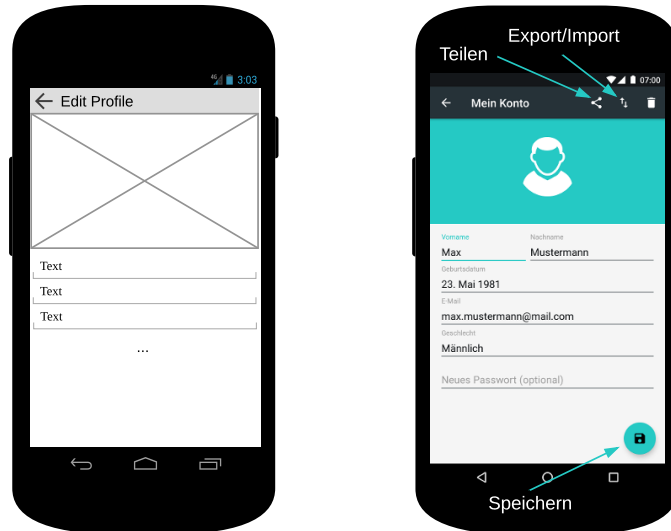 4G 3:03
Edit Profile
Text
Text
Text
...
Export/Import
Teilen
07:00
Mein Konto
Vorname Nachname
Max Mustermann
Geburtsdatum
23. Mai 1981
E-Mail
max.mustermann@mail.com
Geschlecht
Männlich
Neues Passwort (optional)
Speichern